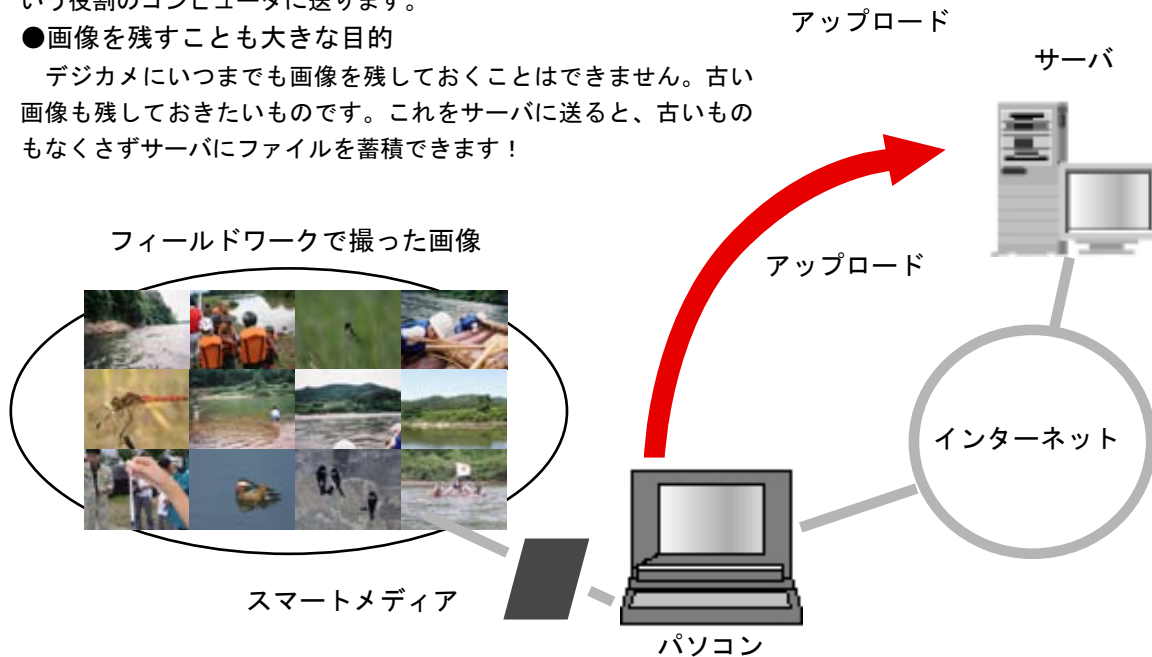 いう役割のコンピュータに送ります。
●画像を残すことも大きな目的
　デジカメにいつまでも画像を残しておくことはできません。古い
画像も残しておきたいものです。これをサーバに送ると、古いもの
もなくさずサーバにファイルを蓄積できます！
アップロード
サーバ
フィールドワークで撮った画像
アップロード
インターネット
スマートメディア
パソコン